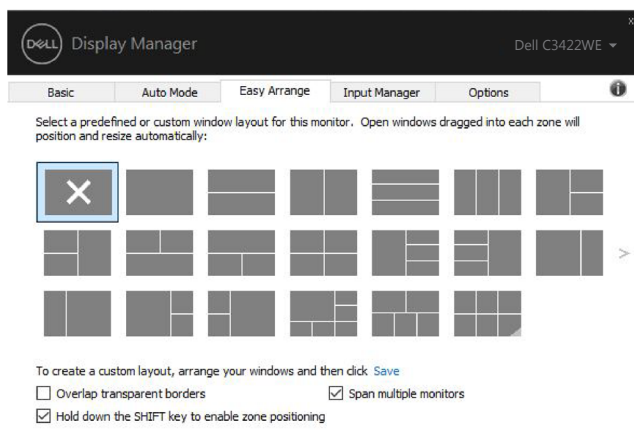 x
DELL Display Manager
Dell C3422WE
Basic Auto Mode Easy Arrange Input Manager Options i
Select a predefined or custom window layout for this monitor. Open windows dragged into each zone will
position and resize automatically:
>
To create a custom layout, arrange your windows and then click Save
Overlap transparent borders Span multiple monitors
Hold down the SHIFT key to enable zone positioning